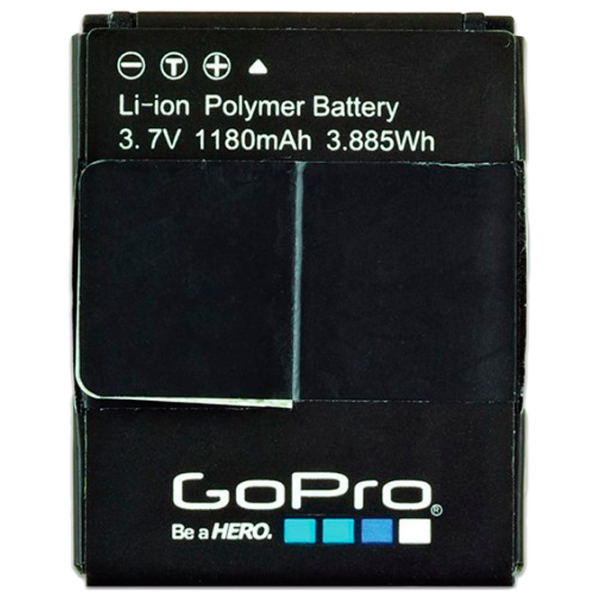 − T +
Li-ion Polymer Battery
3.7V 1180mAh 3.885Wh
GoPro®
Be a HERO.